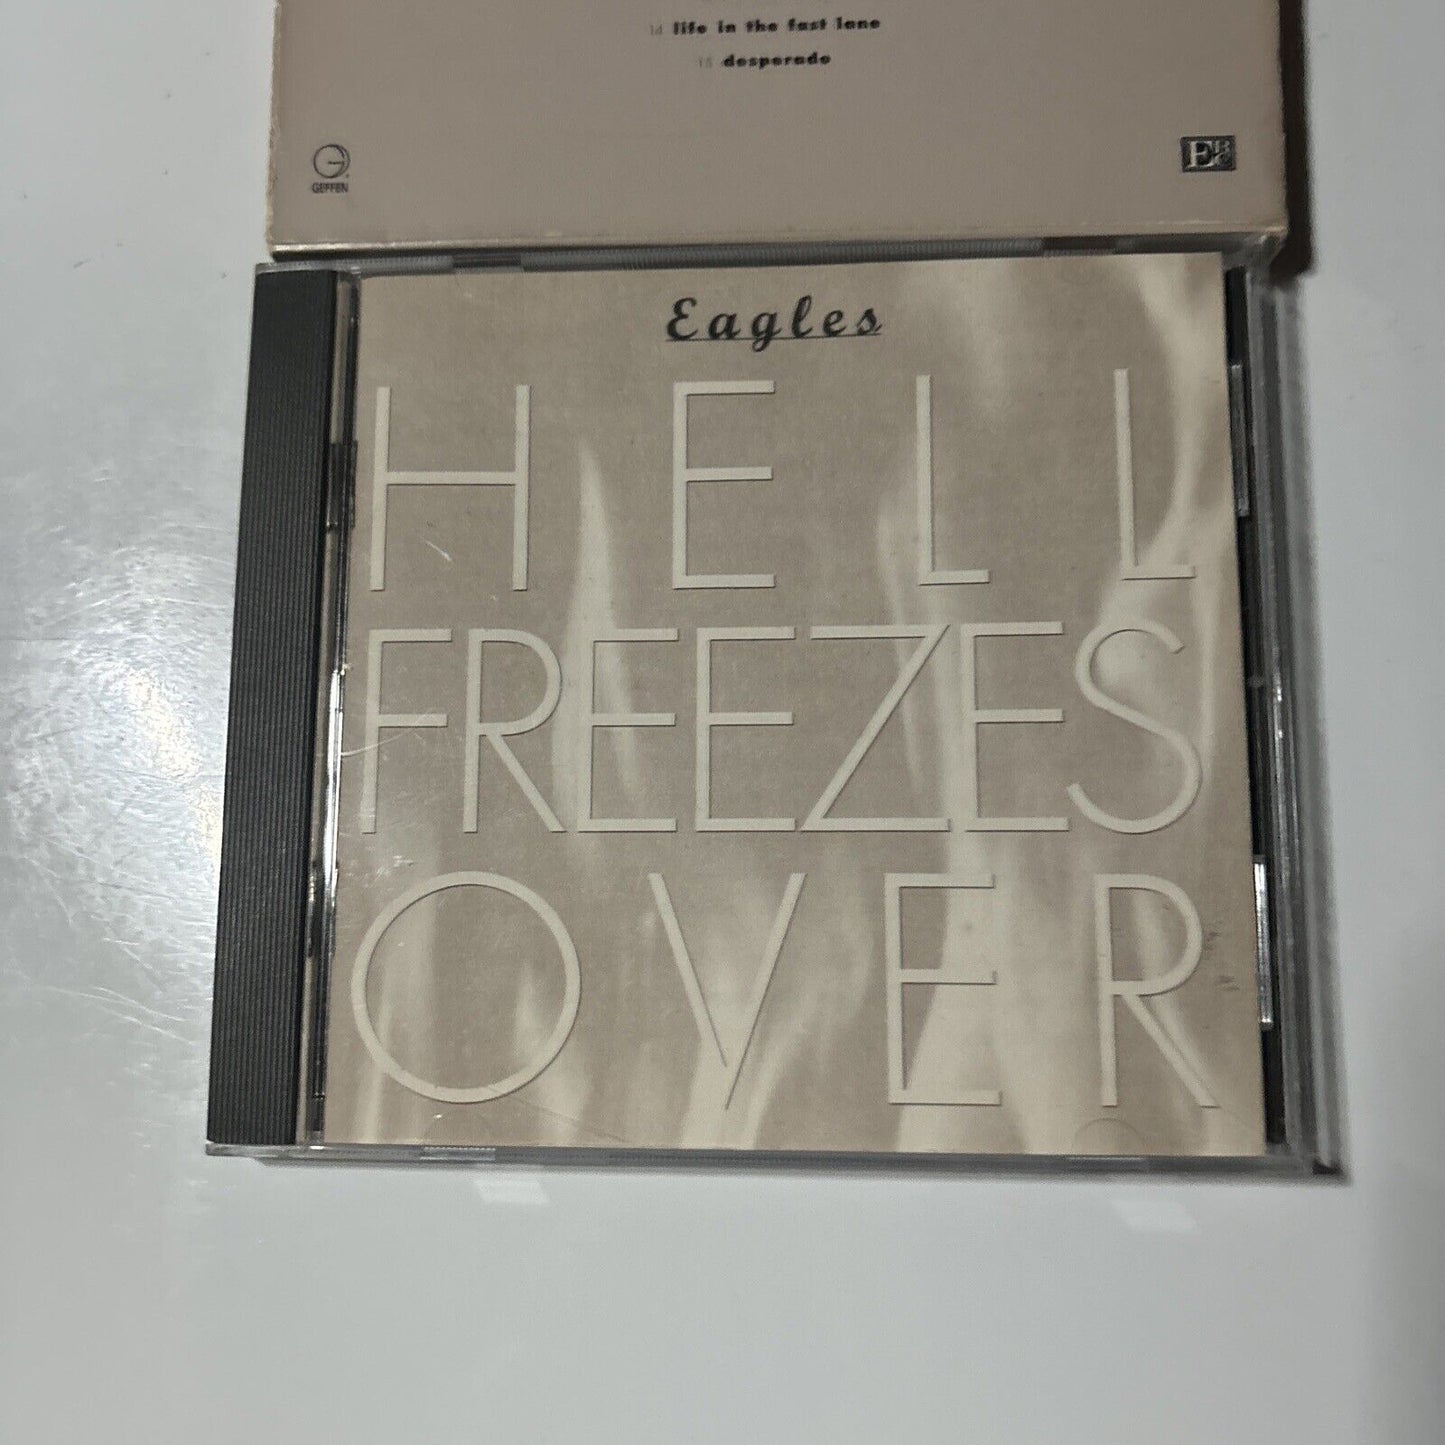 14 life in the fast lane
15 desperado
GEFFEN
Eagles
HELL
FREEZES
OVER